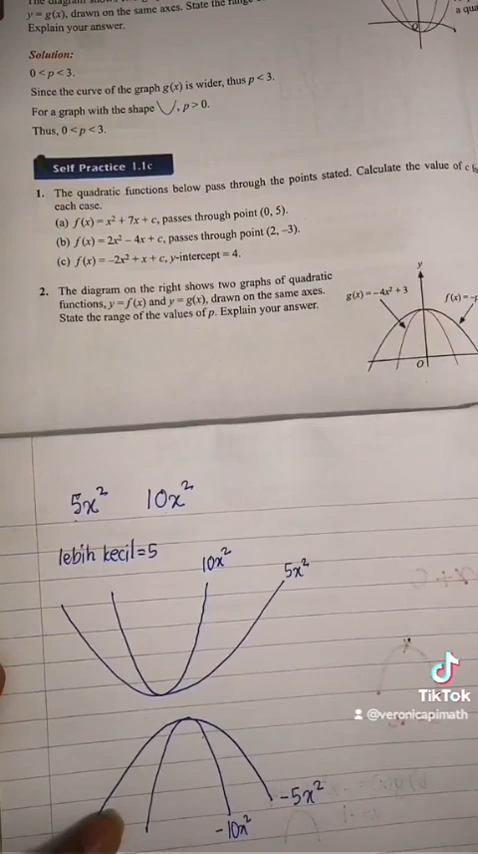 y = g(x), drawn on the same axes. State the range of
Explain your answer.
a qua
Solution:
0 < p < 3.
Since the curve of the graph g(x) is wider, thus p < 3.
For a graph with the shape , p > 0.
Thus, 0 < p < 3.
Self Practice 1.1c
1. The quadratic functions below pass through the points stated. Calculate the value of c
each case.
(a) f(x) = x² + 7x + c, passes through point (0, 5).
(b) f(x) = 2x² – 4x + c, passes through point (2, –3).
(c) f(x) = –2x² + x + c, y-intercept = 4.
2. The diagram on the right shows two graphs of quadratic
functions, y = f(x) and y = g(x), drawn on the same axes.
State the range of the values of p. Explain your answer.
y
g(x) = –4x² + 3
f(x) = –p
O
5x² 10x²
lebih kecil=5
10x²
5x²
-5x²
-10x²
TikTok
@veronicapimath